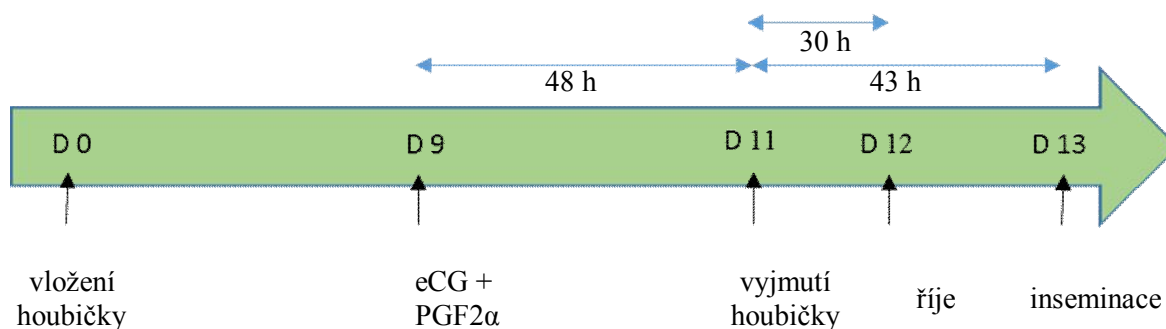 30 h
48 h
43 h
D 0
D 9
D 11
D 12
D 13
vložení
houbičky
eCG +
PGF2α
vyjmutí
houbičky
říje
inseminace